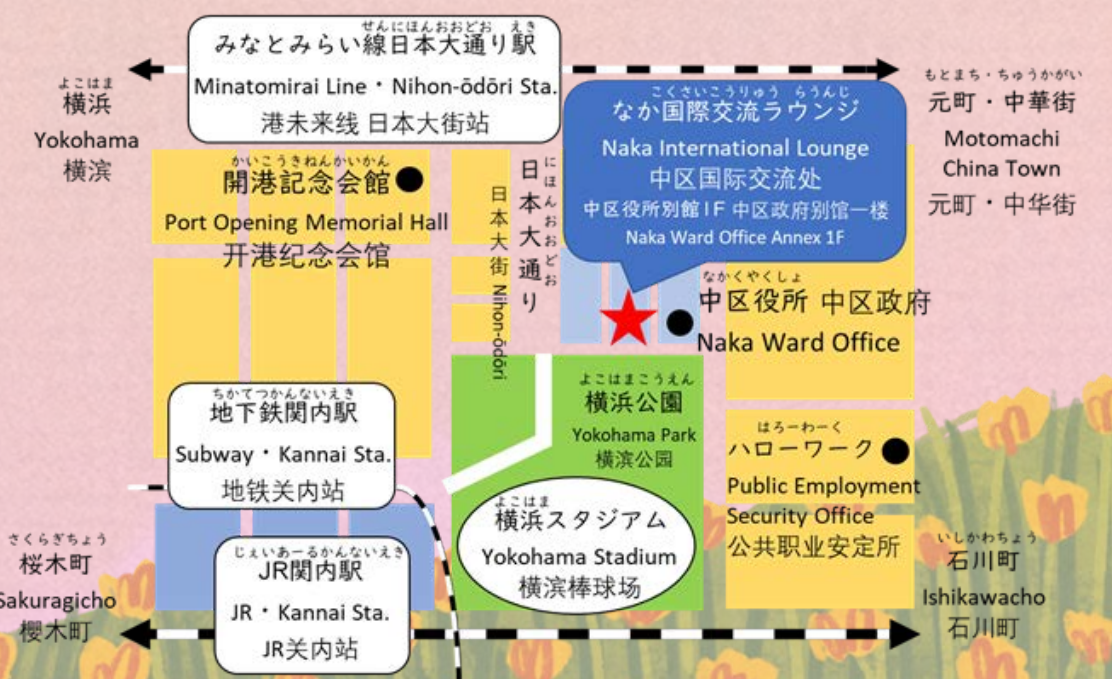 せんにほんおおどお えき
みなとみらい線日本大通り駅
Minatomirai Line・Nihon-ōdōri Sta.
港未来线 日本大街站
よこはま
横浜
Yokohama
横滨
もとまち・ちゅうかがい
元町・中華街
Motomachi
China Town
元町・中华街
こくさいこうりゅう らうんじ
なか国際交流ラウンジ
Naka International Lounge
中区国际交流处
中区役所別館1F 中区政府别馆一楼
Naka Ward Office Annex 1F
かいこうきねんかいかん
開港記念会館
Port Opening Memorial Hall
开港纪念会馆
にほんおおどお
日本大通り
日本大街 Nihon-ōdōri
なかくやくしょ
中区役所 中区政府
Naka Ward Office
よこはまこうえん
横浜公園
Yokohama Park
横滨公园
ちかてつかんないえき
地下鉄関内駅
Subway・Kannai Sta.
地铁关内站
はろーわーく
ハローワーク
Public Employment
Security Office
公共职业安定所
よこはま
横浜スタジアム
Yokohama Stadium
横滨棒球场
さくらぎちょう
桜木町
Sakuragicho
櫻木町
じぇいあーるかんないえき
JR関内駅
JR・Kannai Sta.
JR关内站
いしかわちょう
石川町
Ishikawacho
石川町